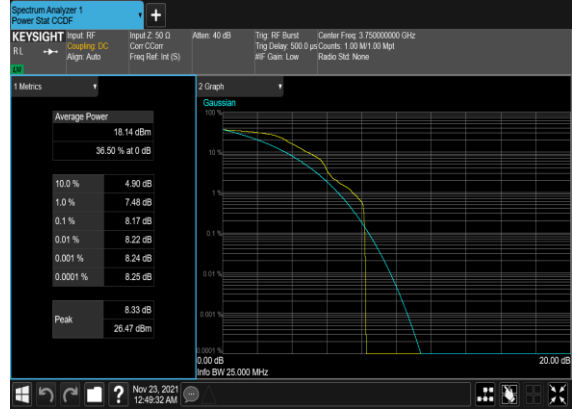 Spectrum Analyzer 1
Power Stat CCDF
KEYSIGHT Input: RF Input Z: 50 Ω Atten: 40 dB Trig: RF Burst Center Freq: 3.750000000 GHz
RL Coupling: DC Corr CCorr Trig Delay: 500.0 µs Counts: 1.00 M/1.00 Mpt
Align: Auto Freq Ref: Int (S) #IF Gain: Low Radio Std: None
1 Metrics
2 Graph
Average Power
18.14 dBm
36.50 % at 0 dB
10.0 % 4.90 dB
1.0 % 7.48 dB
0.1 % 8.17 dB
0.01 % 8.22 dB
0.001 % 8.24 dB
0.0001 % 8.25 dB
Peak 8.33 dB
26.47 dBm
Gaussian
100 %
10 %
1 %
0.1 %
0.01 %
0.001 %
0.0001 %
0.00 dB 20.00 dB
Info BW 25.000 MHz
? Nov 23, 2021
12:49:32 AM